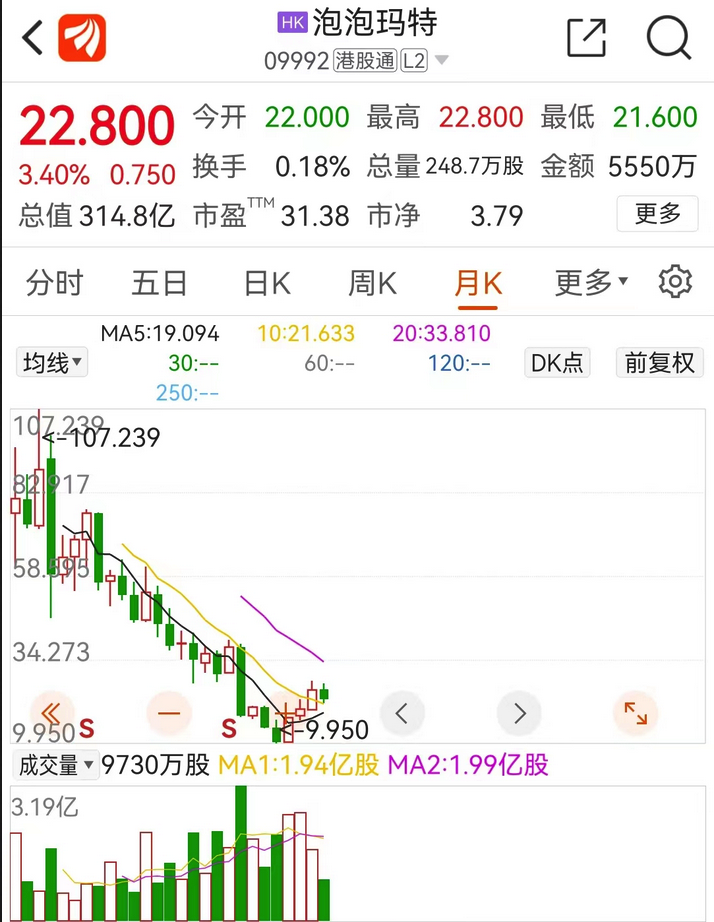 HK 泡泡玛特
09992 港股通 L2
22.800 今开 22.000 最高 22.800 最低 21.600
3.40% 0.750 换手 0.18% 总量 248.7万股 金额 5550万
总值 314.8亿 市盈TTM 31.38 市净 3.79 更多
分时 五日 日K 周K 月K 更多
MA5:19.094 10:21.633 20:33.810
均线 30:-- 60:-- 120:-- DK点 前复权
250:--
107.239
107.239
82.917
58.595
34.273
9.950 S S 9.950
成交量 9730万股 MA1:1.94亿股 MA2:1.99亿股
3.19亿